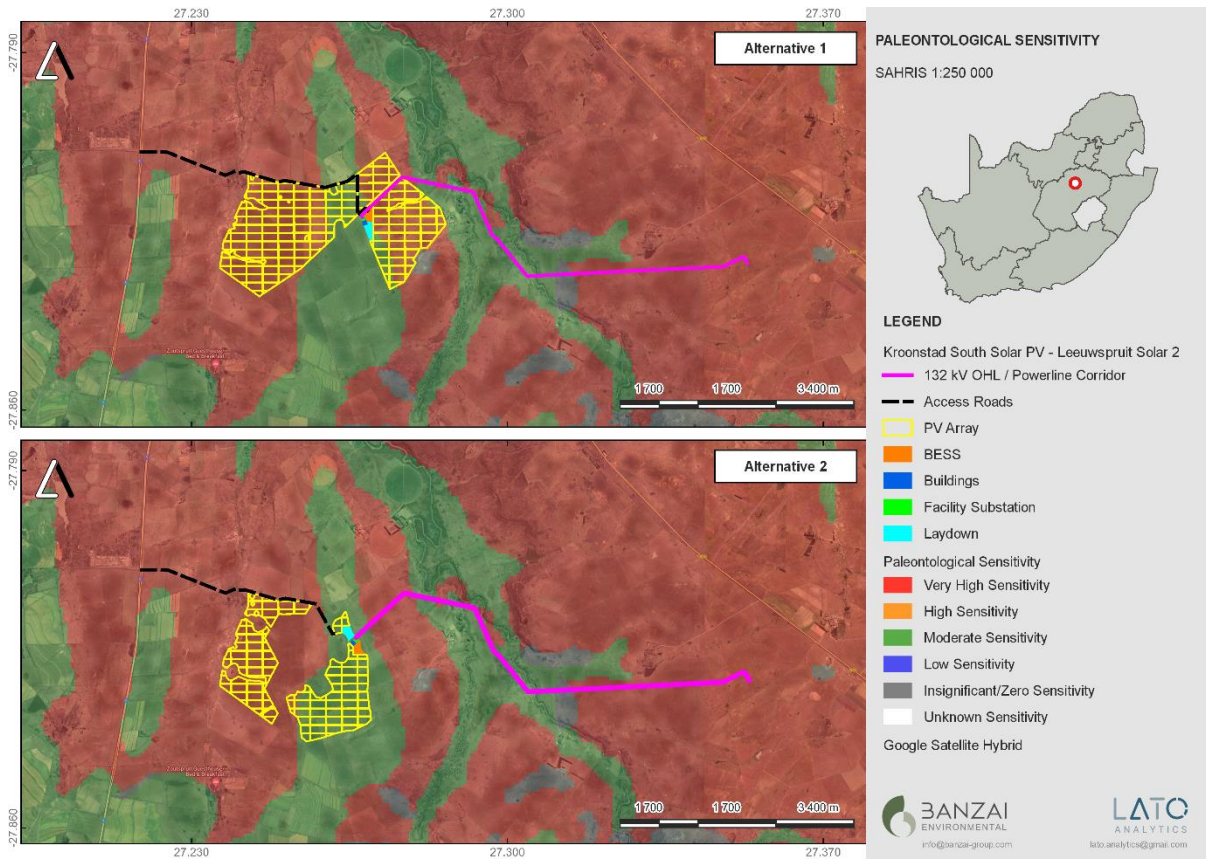 27.230
27.300
27.370
-27.790
Alternative 1
1 700
1 700
3 400 m
-27.860
-27.790
Alternative 2
1 700
1 700
3 400 m
-27.860
27.230
27.300
27.370
PALEONTOLOGICAL SENSITIVITY
SAHRIS 1:250 000
LEGEND
Kroonstad South Solar PV - Leeuwspruit Solar 2
132 kV OHL / Powerline Corridor
Access Roads
PV Array
BESS
Buildings
Facility Substation
Laydown
Paleontological Sensitivity
Very High Sensitivity
High Sensitivity
Moderate Sensitivity
Low Sensitivity
Insignificant/Zero Sensitivity
Unknown Sensitivity
Google Satellite Hybrid
BANZAI
ENVIRONMENTAL
info@banzai-group.com
LATO
ANALYTICS
lato.analytics@gmail.com